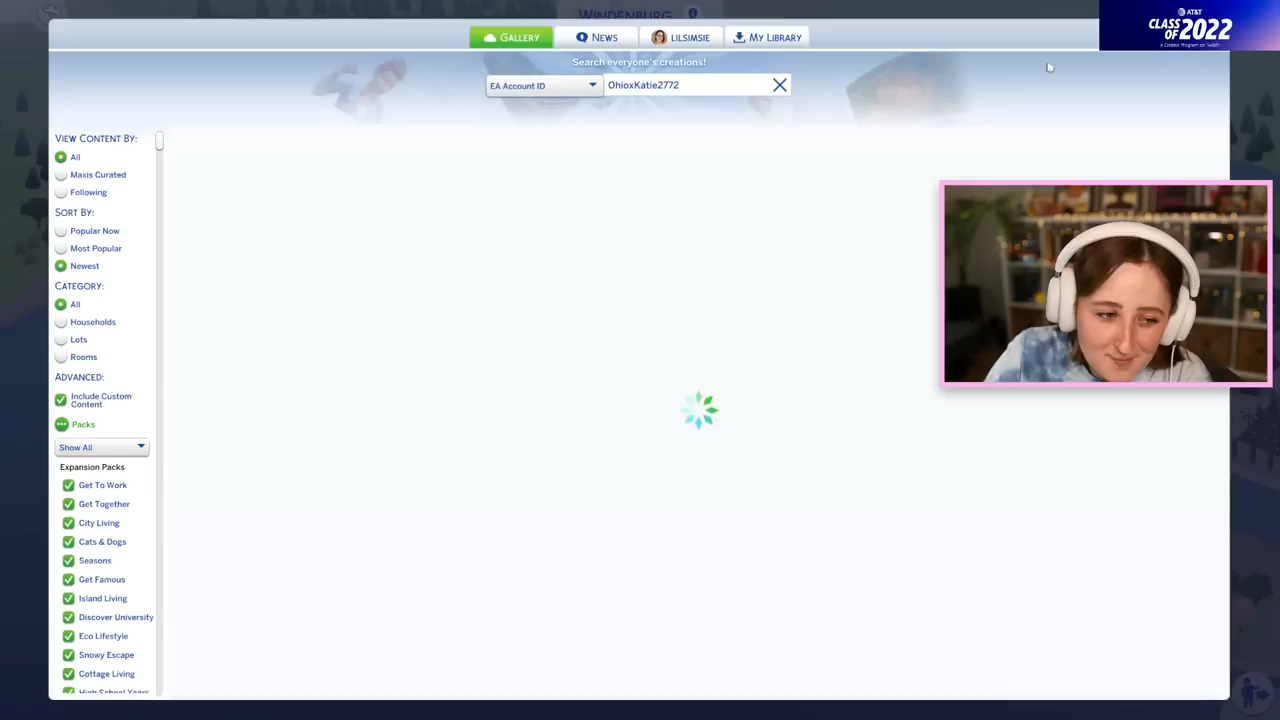 WINDENBURG
GALLERY
NEWS
LILSIMSIE
MY LIBRARY
AT&T
CLASS
OF 2022
A Creator Program on Twitch
Search everyone's creations!
EA Account ID
OhioxKatie2772
VIEW CONTENT BY:
All
Maxis Curated
Following
SORT BY:
Popular Now
Most Popular
Newest
CATEGORY:
All
Households
Lots
Rooms
ADVANCED:
Include Custom
Content
Packs
Show All
Expansion Packs
Get To Work
Get Together
City Living
Cats & Dogs
Seasons
Get Famous
Island Living
Discover University
Eco Lifestyle
Snowy Escape
Cottage Living
High School Years